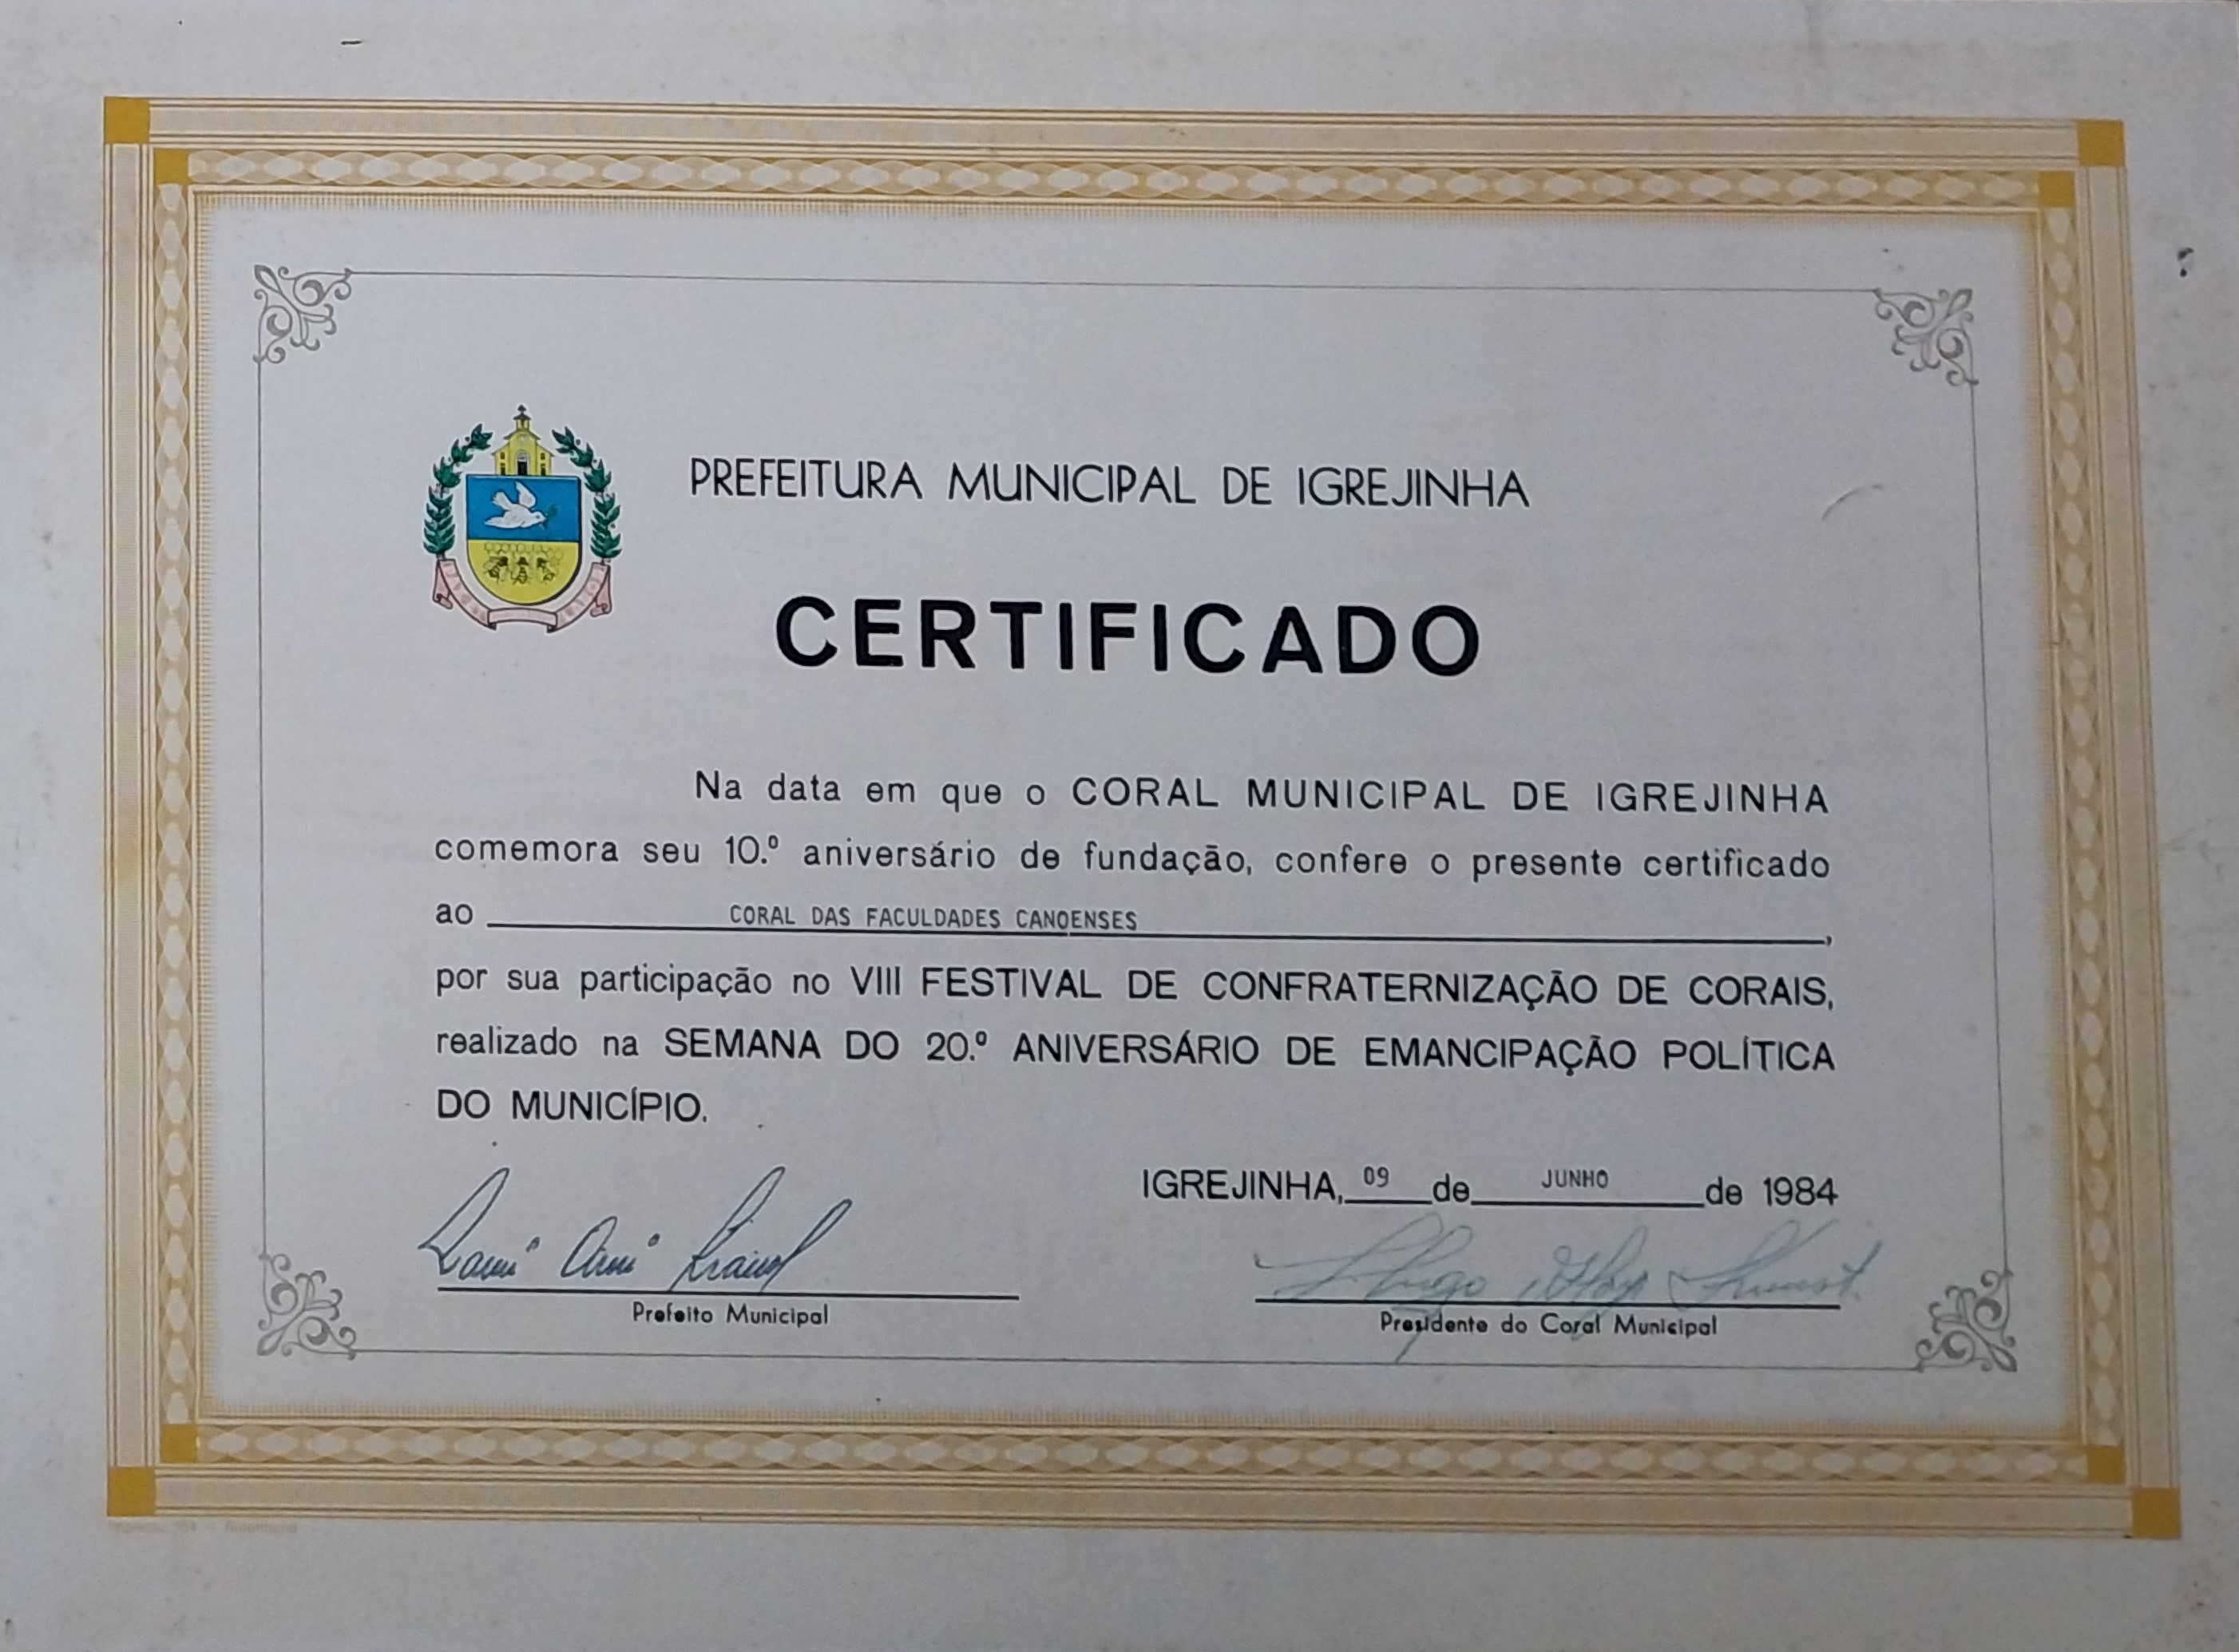 PREFEITURA MUNICIPAL DE IGREJINHA
CERTIFICADO
Na data em que o CORAL MUNICIPAL DE IGREJINHA
comemora seu 10.º aniversário de fundação, confere o presente certificado
ao CORAL DAS FACULDADES CANOENSES,
por sua participação no VIII FESTIVAL DE CONFRATERNIZAÇÃO DE CORAIS,
realizado na SEMANA DO 20.º ANIVERSÁRIO DE EMANCIPAÇÃO POLÍTICA
DO MUNICÍPIO.
IGREJINHA, 09 de JUNHO de 1984
Prefeito Municipal
Presidente do Coral Municipal